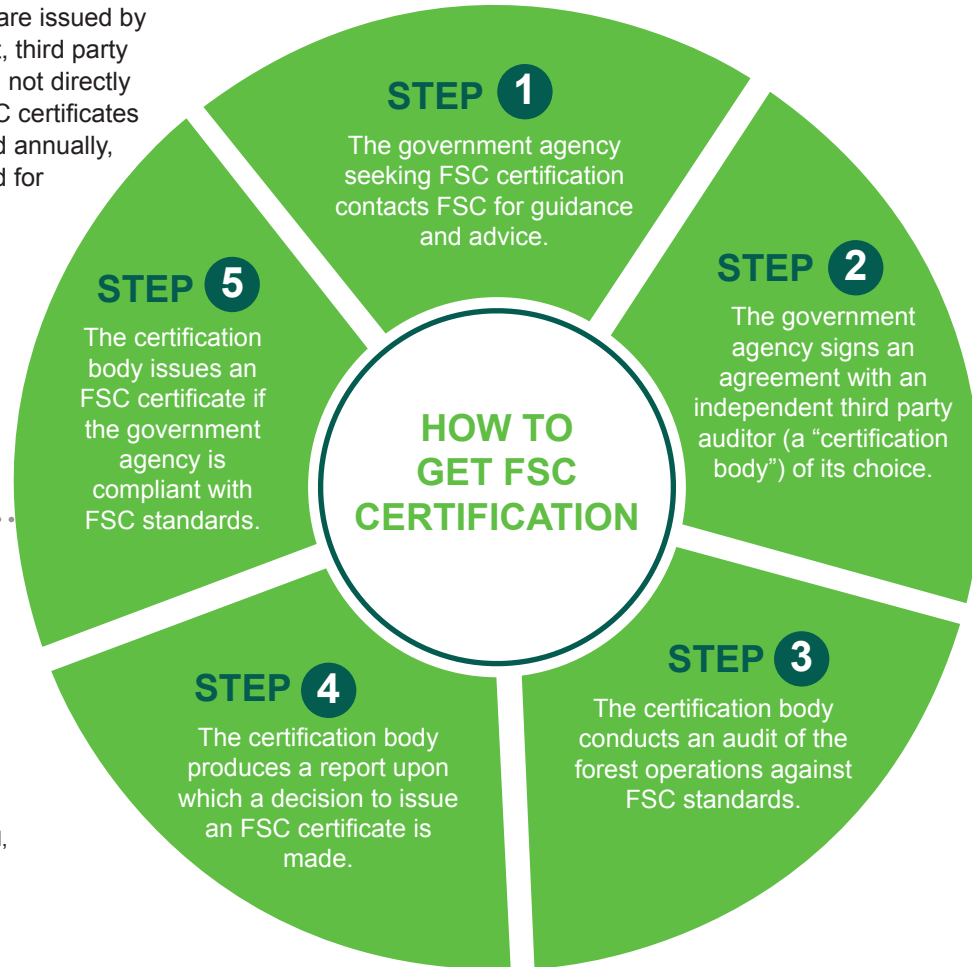 are issued by
, third party
not directly
C certificates
d annually,
d for
STEP 1
The government agency
seeking FSC certification
contacts FSC for guidance
and advice.
STEP 2
The government
agency signs an
agreement with an
independent third party
auditor (a “certification
body”) of its choice.
STEP 3
The certification body
conducts an audit of the
forest operations against
FSC standards.
STEP 4
The certification body
produces a report upon
which a decision to issue
an FSC certificate is
made.
STEP 5
The certification
body issues an
FSC certificate if
the government
agency is
compliant with
FSC standards.
HOW TO
GET FSC
CERTIFICATION